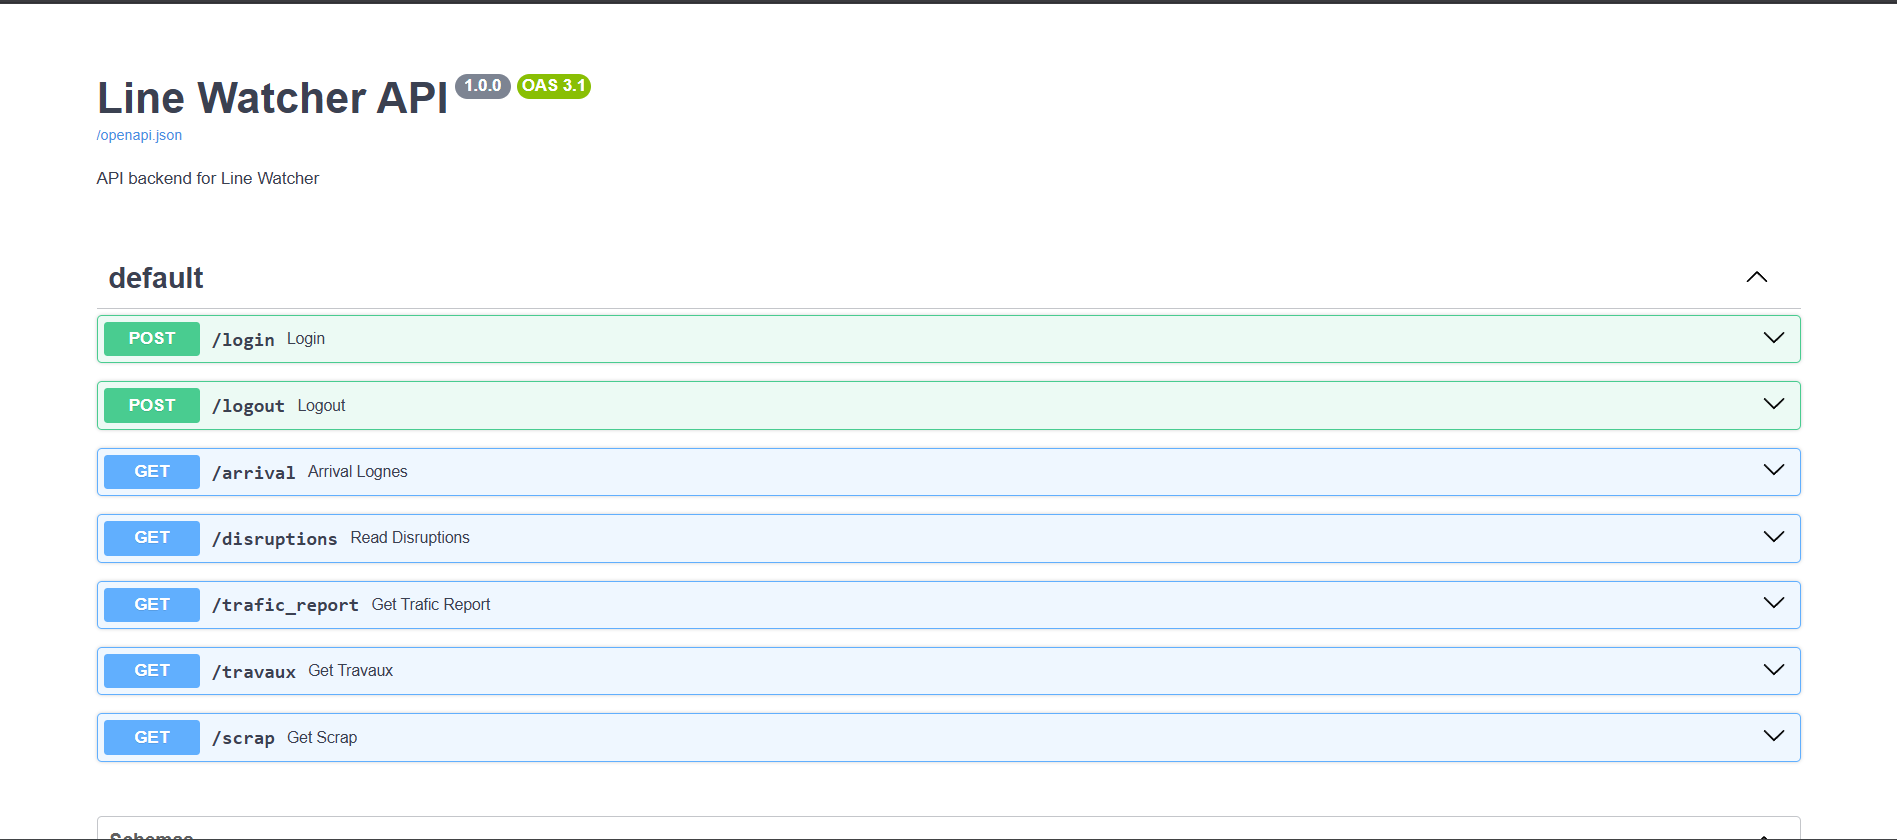 Line Watcher API 1.0.0 OAS 3.1
/openapi.json
API backend for Line Watcher
default
POST /login Login
POST /logout Logout
GET /arrival Arrival Lognes
GET /disruptions Read Disruptions
GET /trafic_report Get Trafic Report
GET /travaux Get Travaux
GET /scrap Get Scrap
Schemas